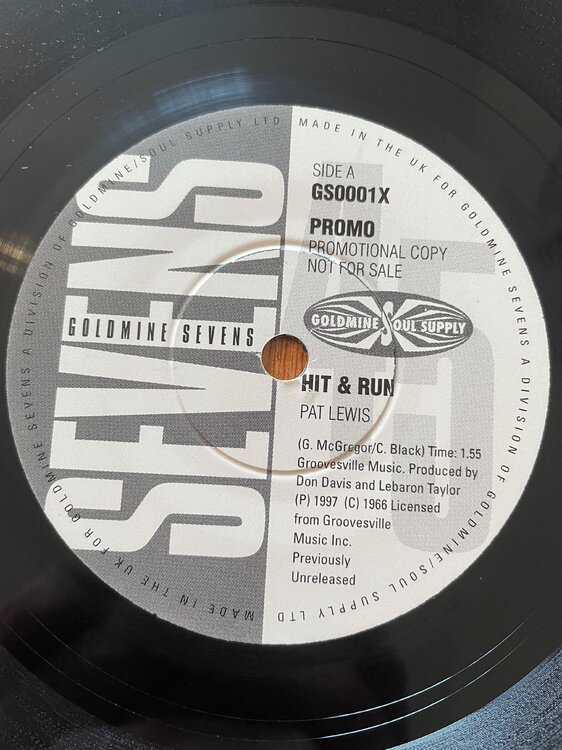 MADE IN THE UK FOR GOLDMINE SEVENS A DIVISION OF GOLDMINE/SOUL SUPPLY LTD
MADE IN THE UK FOR GOLDMINE SEVENS A DIVISION OF GOLDMINE/SOUL SUPPLY LTD
SEVENS
GOLDMINE SEVENS
45
SIDE A
GS0001X
PROMO
PROMOTIONAL COPY
NOT FOR SALE
GOLDMINE SOUL SUPPLY
HIT & RUN
PAT LEWIS
(G. McGregor/C. Black) Time: 1.55
Groovesville Music. Produced by
Don Davis and Lebaron Taylor
(P) 1997 (C) 1966 Licensed
from Groovesville
Music Inc.
Previously
Unreleased